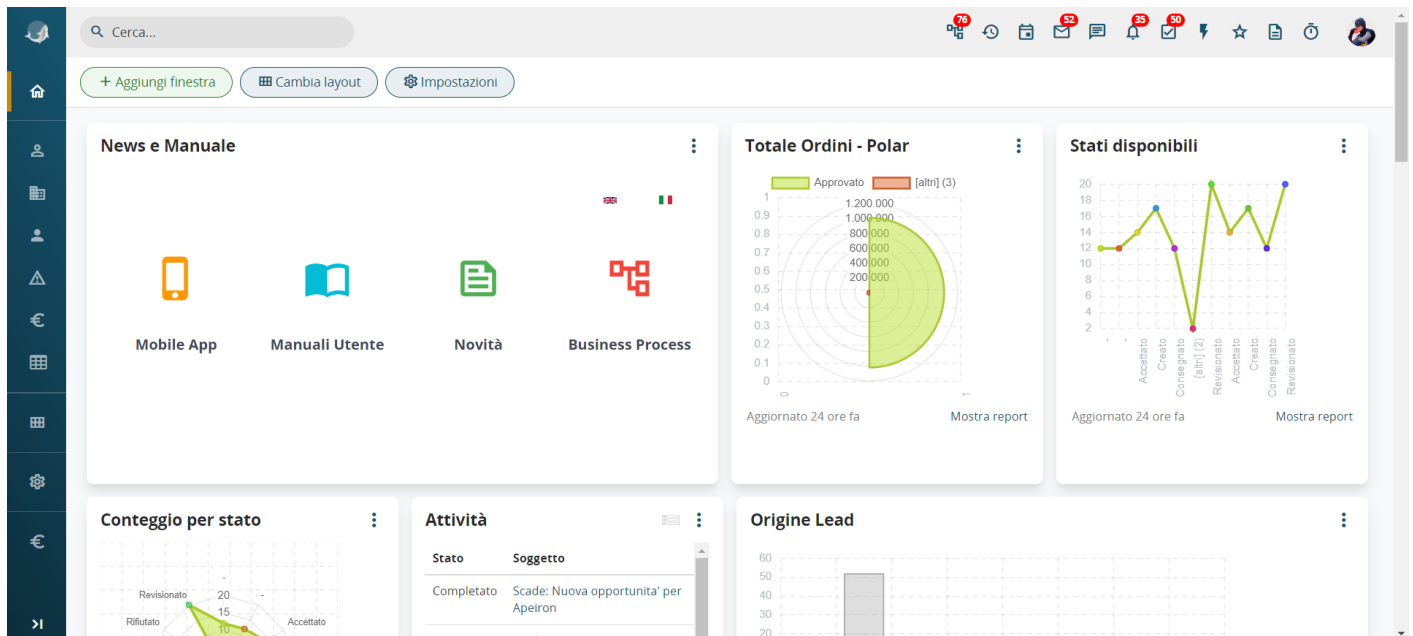 Cerca...
76
52
35
50
+ Aggiungi finestra
Cambia layout
Impostazioni
News e Manuale
Mobile App
Manuali Utente
Novità
Business Process
Totale Ordini - Polar
Approvato
[altri] (3)
1
0.9
0.8
0.7
0.6
0.5
0.4
0.3
0.2
0.1
0
1.200.000
1.000.000
800.000
600.000
400.000
200.000
0
Aggiornato 24 ore fa
Mostra report
Stati disponibili
20
18
16
14
12
10
8
6
4
2
-
-
Accettato
Creato
Consegnato
[altri] (2)
Revisionato
Accettato
Creato
Consegnato
Revisionato
Aggiornato 24 ore fa
Mostra report
Conteggio per stato
-
-
Revisionato
20
15
10
Rifiutato
Accettato
Attività
Stato
Soggetto
Completato
Scade: Nuova opportunita' per
Apeiron
Origine Lead
60
50
40
30
20